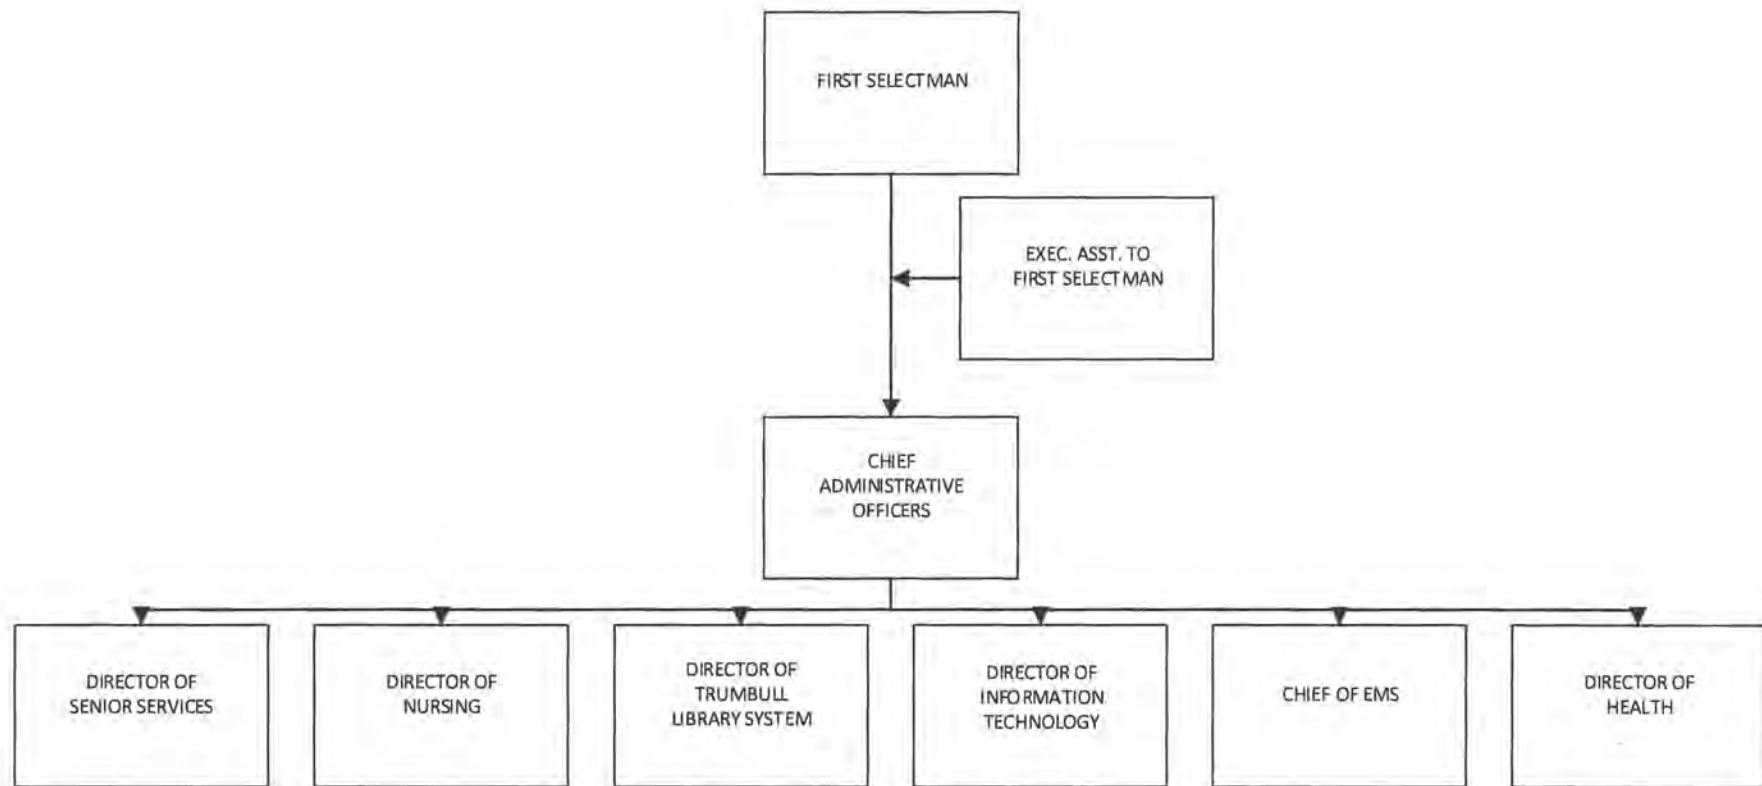 FIRST SELECTMAN
EXEC. ASST. TO
FIRST SELECTMAN
CHIEF
ADMINISTRATIVE
OFFICERS
DIRECTOR OF
SENIOR SERVICES
DIRECTOR OF
NURSING
DIRECTOR OF
TRUMBULL
LIBRARY SYSTEM
DIRECTOR OF
INFORMATION
TECHNOLOGY
CHIEF OF EMS
DIRECTOR OF
HEALTH